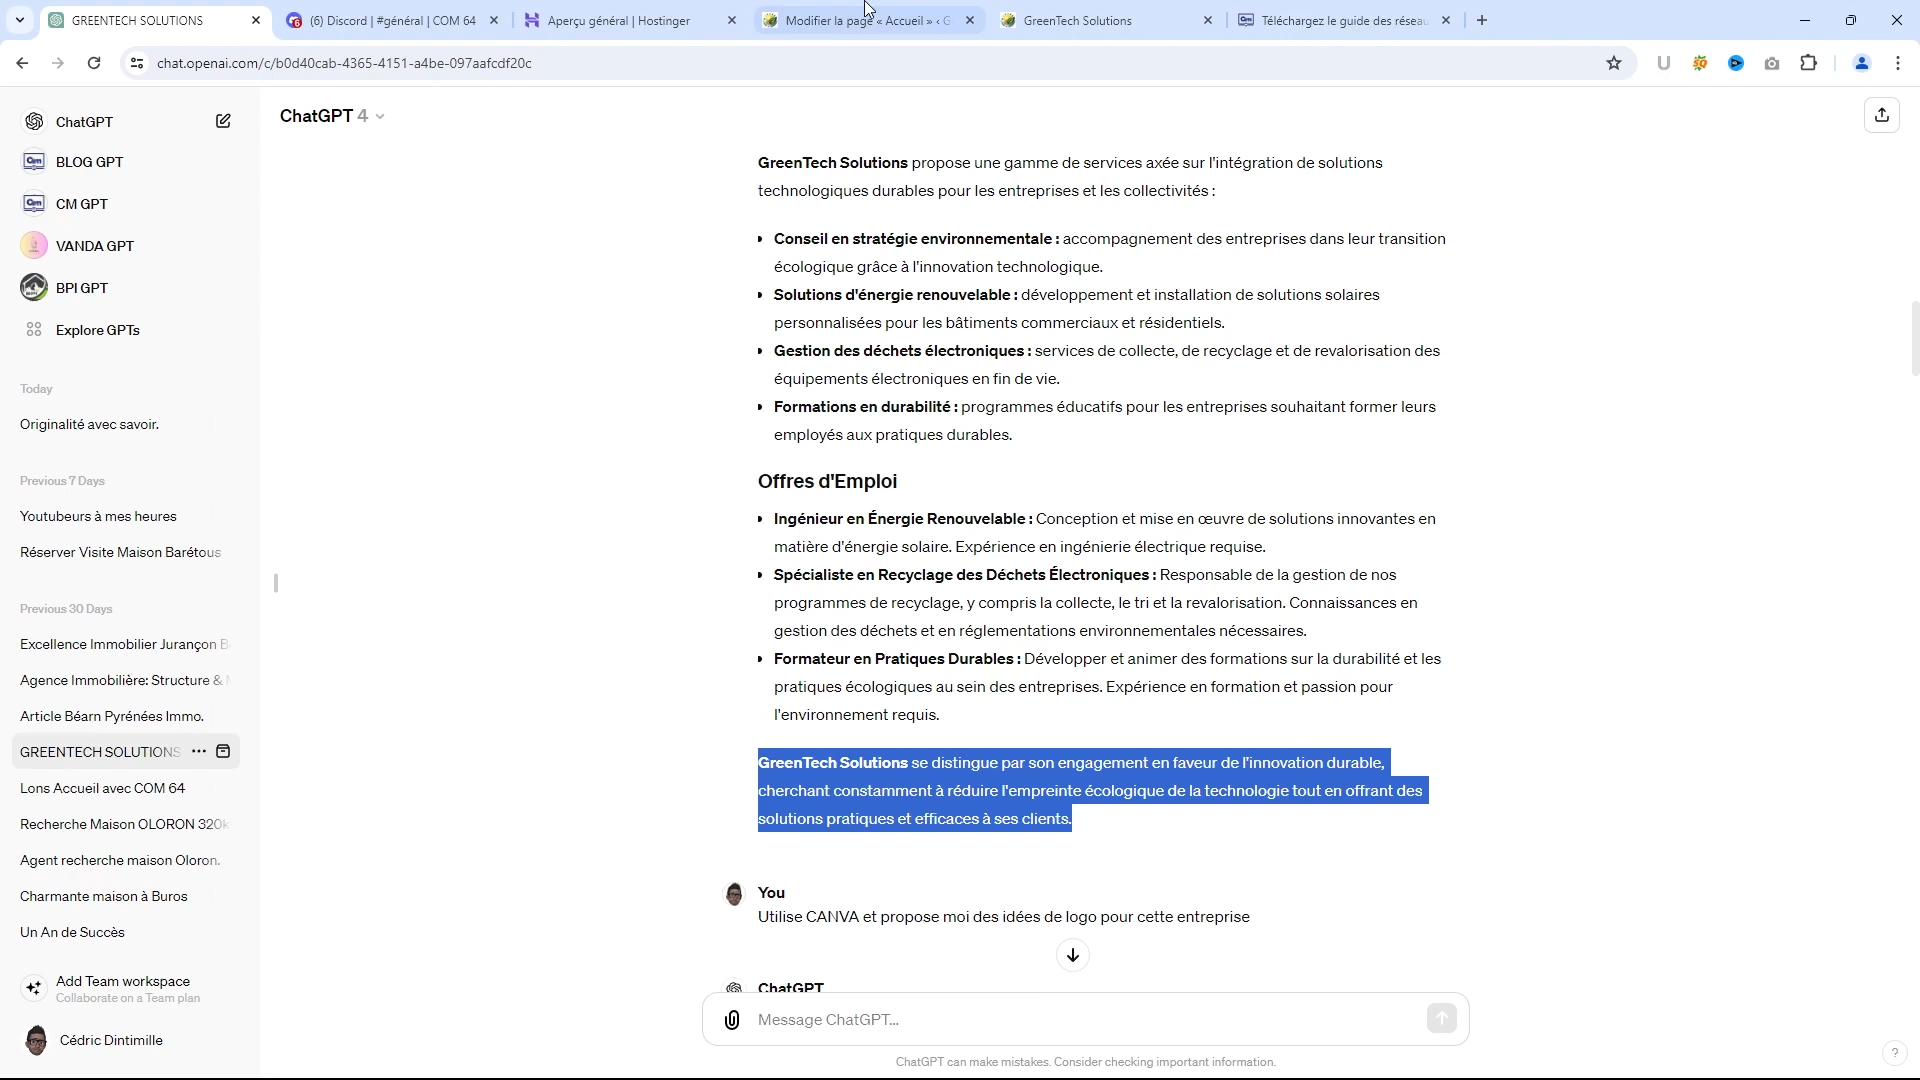 GREENTECH SOLUTIONS
(6) Discord | #général | COM 64
Aperçu général | Hostinger
Modifier la page « Accueil » ‹ G
GreenTech Solutions
Téléchargez le guide des réseau
chat.openai.com/c/b0d40cab-4365-4151-a4be-097aafcdf20c
ChatGPT
BLOG GPT
CM GPT
VANDA GPT
BPI GPT
Explore GPTs
Today
Originalité avec savoir.
Previous 7 Days
Youtubeurs à mes heures
Réserver Visite Maison Barétous
Previous 30 Days
Excellence Immobilier Jurançon B
Agence Immobilière: Structure &
Article Béarn Pyrénées Immo.
GREENTECH SOLUTIONS
Lons Accueil avec COM 64
Recherche Maison OLORON 320k
Agent recherche maison Oloron.
Charmante maison à Buros
Un An de Succès
Add Team workspace
Collaborate on a Team plan
Cédric Dintimille
ChatGPT 4
GreenTech Solutions propose une gamme de services axée sur l'intégration de solutions
technologiques durables pour les entreprises et les collectivités :
• Conseil en stratégie environnementale : accompagnement des entreprises dans leur transition
écologique grâce à l'innovation technologique.
• Solutions d'énergie renouvelable : développement et installation de solutions solaires
personnalisées pour les bâtiments commerciaux et résidentiels.
• Gestion des déchets électroniques : services de collecte, de recyclage et de revalorisation des
équipements électroniques en fin de vie.
• Formations en durabilité : programmes éducatifs pour les entreprises souhaitant former leurs
employés aux pratiques durables.
Offres d'Emploi
• Ingénieur en Énergie Renouvelable : Conception et mise en œuvre de solutions innovantes en
matière d'énergie solaire. Expérience en ingénierie électrique requise.
• Spécialiste en Recyclage des Déchets Électroniques : Responsable de la gestion de nos
programmes de recyclage, y compris la collecte, le tri et la revalorisation. Connaissances en
gestion des déchets et en réglementations environnementales nécessaires.
• Formateur en Pratiques Durables : Développer et animer des formations sur la durabilité et les
pratiques écologiques au sein des entreprises. Expérience en formation et passion pour
l'environnement requis.
GreenTech Solutions se distingue par son engagement en faveur de l'innovation durable,
cherchant constamment à réduire l'empreinte écologique de la technologie tout en offrant des
solutions pratiques et efficaces à ses clients.
You
Utilise CANVA et propose moi des idées de logo pour cette entreprise
ChatGPT
Message ChatGPT...
ChatGPT can make mistakes. Consider checking important information.
?